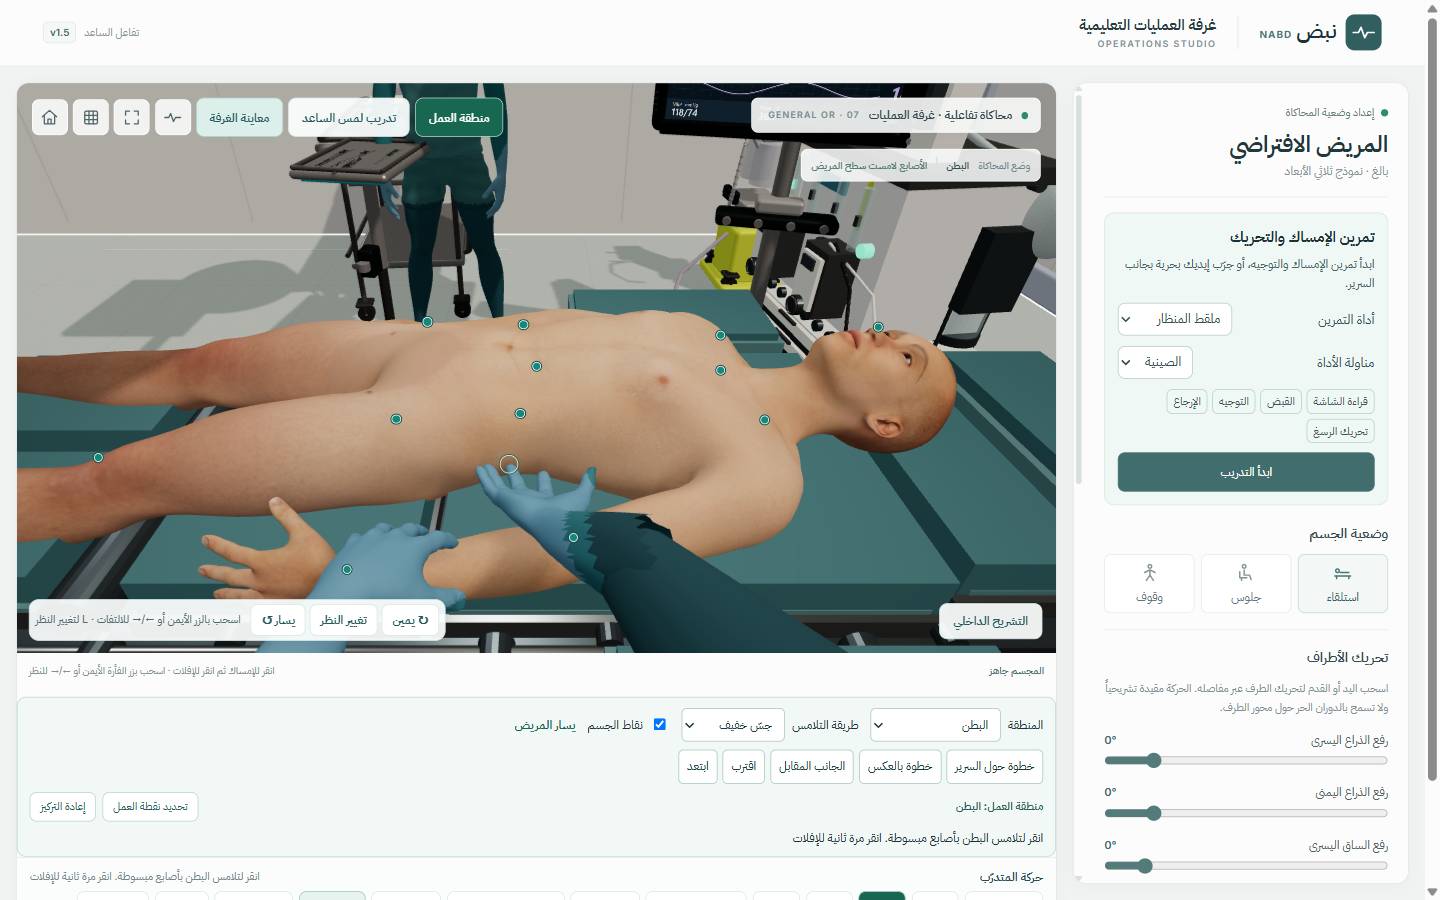 نبض NABD
غرفة العمليات التعليمية
OPERATIONS STUDIO
تفاعل الساعد v1.5
إعداد وضعية المحاكاة
المريض الافتراضي
بالغ · نموذج ثلاثي الأبعاد
تمرين الإمساك والتحريك
ابدأ تمرين الإمساك والتوجيه، أو جرّب إيديك بحرية بجانب
السرير.
أداة التمرين ملقط المنظار
مناولة الأداة الصينية
قراءة الشاشة القبض التوجيه الإرجاع
تحريك الرسغ
ابدأ التدريب
وضعية الجسم
استلقاء جلوس وقوف
تحريك الأطراف
اسحب اليد أو القدم لتحريك الطرف عبر مفاصله. الحركة مقيدة تشريحياً
ولا تسمح بالدوران الحر حول محور الطرف.
رفع الذراع اليسرى 0°
رفع الذراع اليمنى 0°
رفع الساق اليسرى 0°
محاكاة تفاعلية · غرفة العمليات GENERAL OR · 07
وضع المحاكاة البطن الأصابع لامست سطح المريض
منطقة العمل تدريب لمس الساعد معاينة الغرفة
118/74
التشريح الداخلي
↻ يمين تغيير النظر يسار ↺ اسحب بالزر الأيمن أو ←/→ للالتفات · L لتغيير النظر
المجسم جاهز
انقر للإمساك ثم انقر للإفلات · اسحب بزر الفأرة الأيمن أو ←/→ للنظر
المنطقة البطن طريقة التلامس جسّ خفيف نقاط الجسم يسار المريض
خطوة حول السرير خطوة بالعكس الجانب المقابل اقترب ابتعد
منطقة العمل: البطن تحديد نقطة العمل إعادة التركيز
انقر لتلامس البطن بأصابع مبسوطة. انقر مرة ثانية للإفلات
حركة المتدرّب
انقر لتلامس البطن بأصابع مبسوطة. انقر مرة ثانية للإفلات